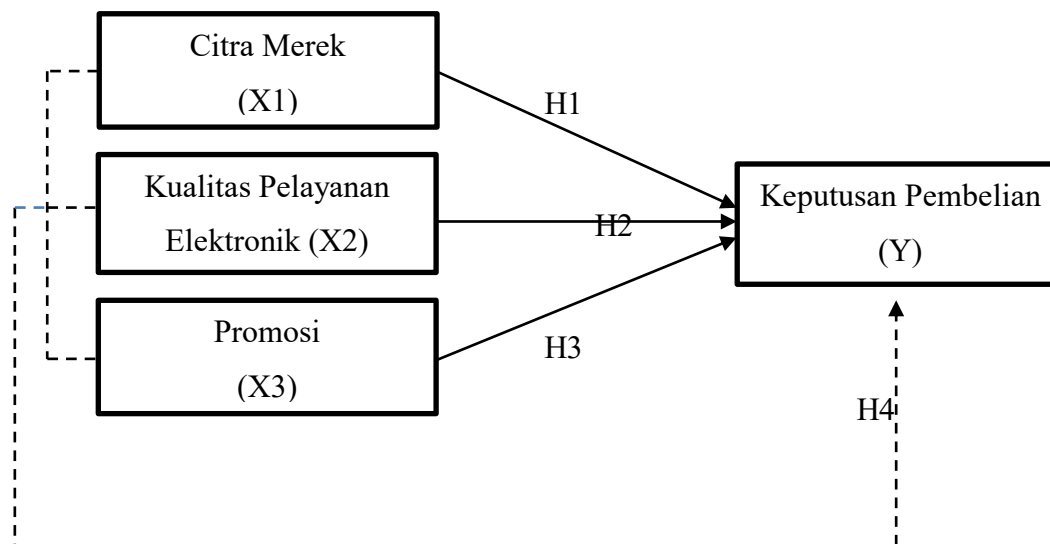 Citra Merek
(X1)
H1
Kualitas Pelayanan
Elektronik (X2)
H2
Keputusan Pembelian
(Y)
Promosi
(X3)
H3
H4